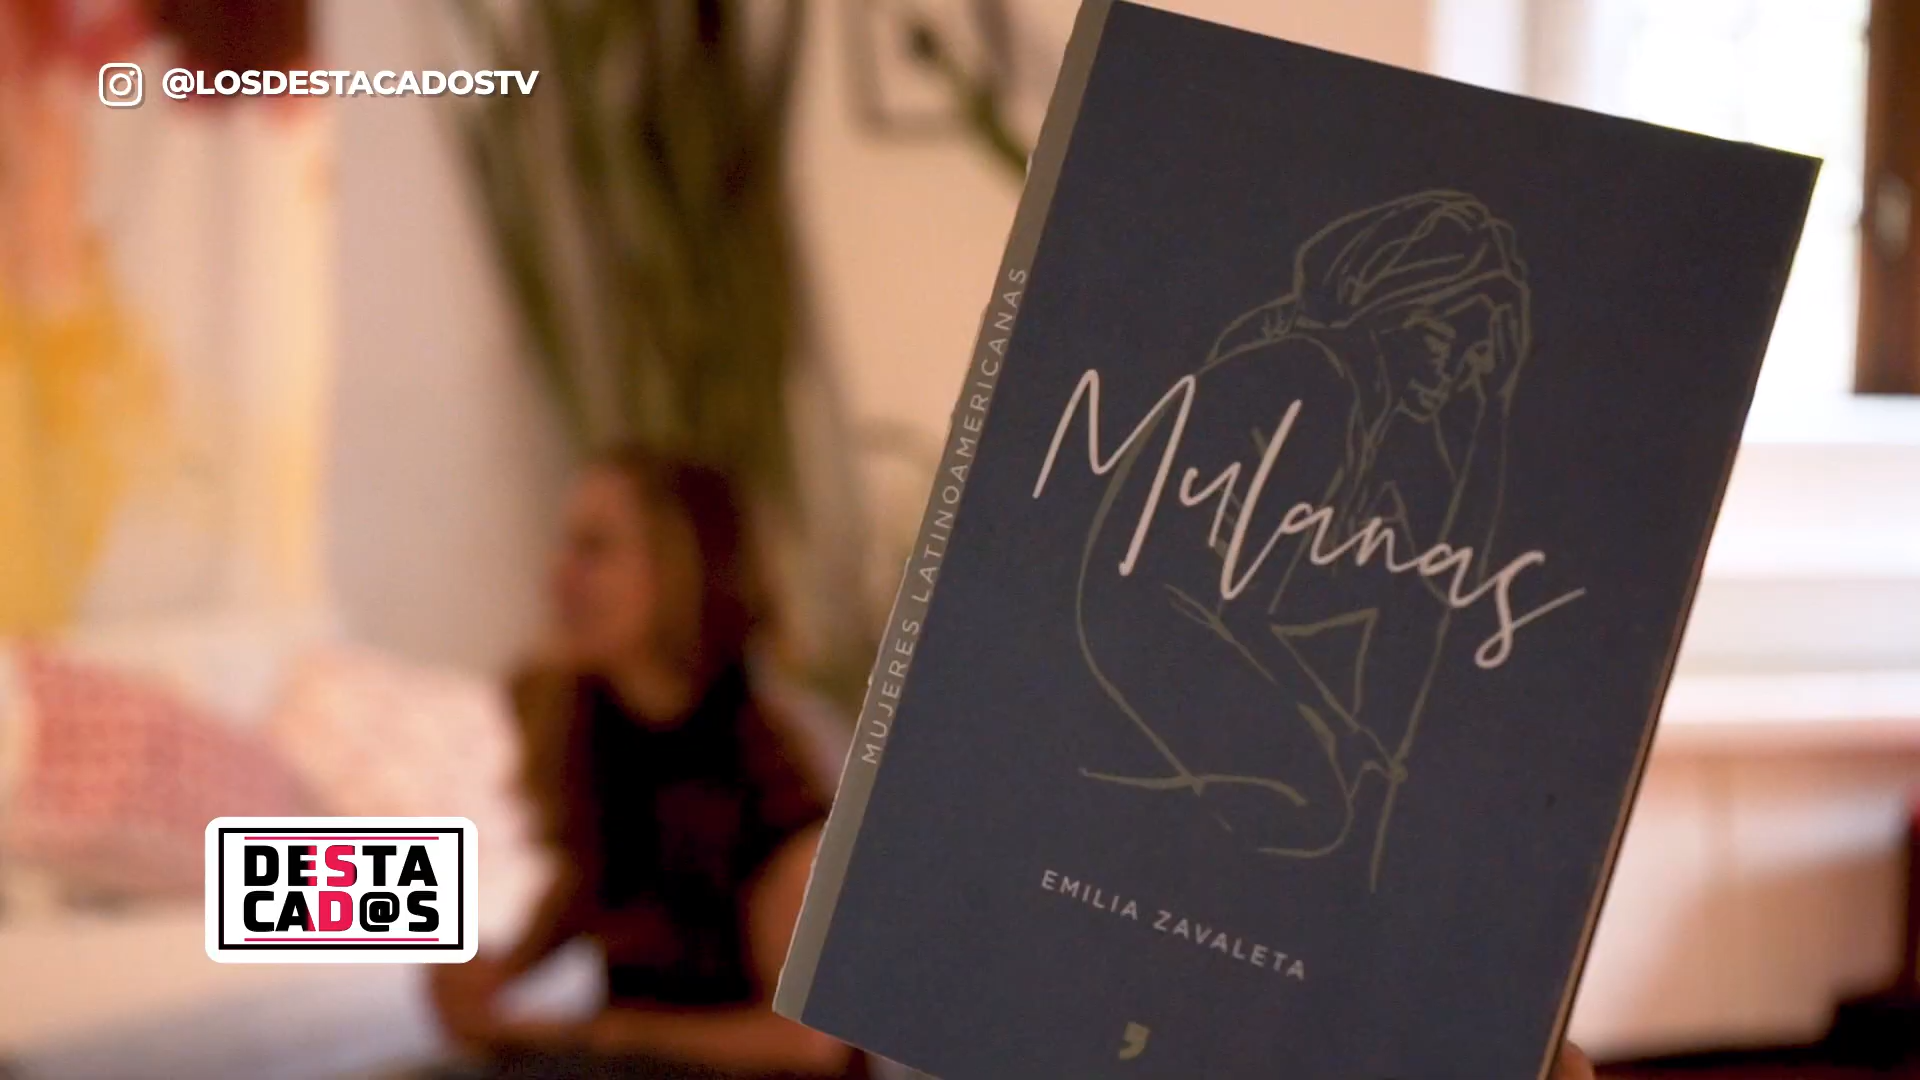 @LOSDESTACADOSTV
MUJERES LATINOAMERICANAS
Mulanas
EMILIA ZAVALETA
DESTA
CAD@S